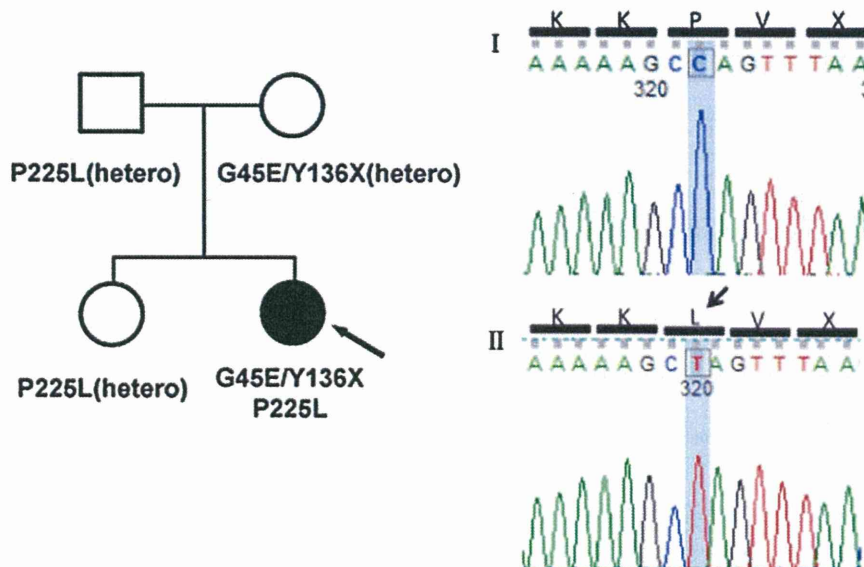 P225L(hetero)
G45E/Y136X(hetero)
P225L(hetero)
G45E/Y136X
P225L
I
K K P V X
A A A A A G C C A G T T T A A
320
II
K K L V X
A A A A A G C T A G T T T A A
320